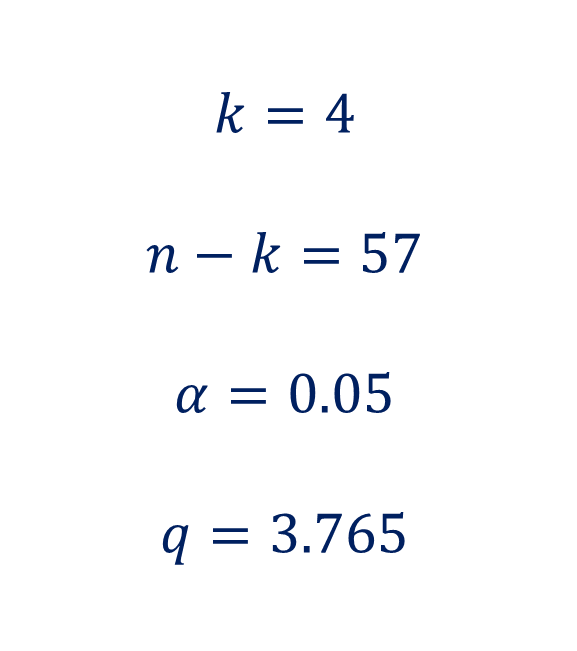 k = 4
n − k = 57
α = 0.05
q = 3.765